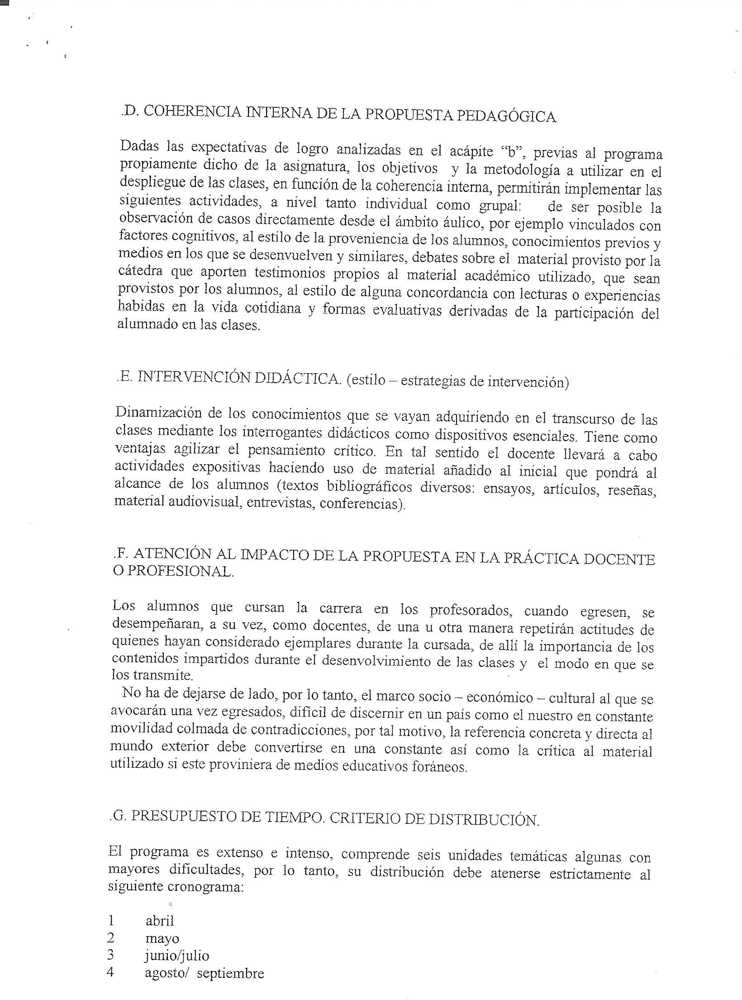 .D. COHERENCIA INTERNA DE LA PROPUESTA PEDAGÓGICA
Dadas las expectativas de logro analizadas en el acápite “b”, previas al programa
propiamente dicho de la asignatura, los objetivos y la metodología a utilizar en el
despliegue de las clases, en función de la coherencia interna, permitirán implementar las
siguientes actividades, a nivel tanto individual como grupal: de ser posible la
observación de casos directamente desde el ámbito áulico, por ejemplo vinculados con
factores cognitivos, al estilo de la proveniencia de los alumnos, conocimientos previos y
medios en los que se desenvuelven y similares, debates sobre el material provisto por la
cátedra que aporten testimonios propios al material académico utilizado, que sean
provistos por los alumnos, al estilo de alguna concordancia con lecturas o experiencias
habidas en la vida cotidiana y formas evaluativas derivadas de la participación del
alumnado en las clases.
.E. INTERVENCIÓN DIDÁCTICA. (estilo – estrategias de intervención)
Dinamización de los conocimientos que se vayan adquiriendo en el transcurso de las
clases mediante los interrogantes didácticos como dispositivos esenciales. Tiene como
ventajas agilizar el pensamiento crítico. En tal sentido el docente llevará a cabo
actividades expositivas haciendo uso de material añadido al inicial que pondrá al
alcance de los alumnos (textos bibliográficos diversos: ensayos, artículos, reseñas,
material audiovisual, entrevistas, conferencias).
.F. ATENCIÓN AL IMPACTO DE LA PROPUESTA EN LA PRÁCTICA DOCENTE
O PROFESIONAL.
Los alumnos que cursan la carrera en los profesorados, cuando egresen, se
desempeñaran, a su vez, como docentes, de una u otra manera repetirán actitudes de
quienes hayan considerado ejemplares durante la cursada, de allí la importancia de los
contenidos impartidos durante el desenvolvimiento de las clases y el modo en que se
los transmite.
No ha de dejarse de lado, por lo tanto, el marco socio – económico – cultural al que se
avocarán una vez egresados, difícil de discernir en un país como el nuestro en constante
movilidad colmada de contradicciones, por tal motivo, la referencia concreta y directa al
mundo exterior debe convertirse en una constante así como la crítica al material
utilizado si este proviniera de medios educativos foráneos.
.G. PRESUPUESTO DE TIEMPO. CRITERIO DE DISTRIBUCIÓN.
El programa es extenso e intenso, comprende seis unidades temáticas algunas con
mayores dificultades, por lo tanto, su distribución debe atenerse estrictamente al
siguiente cronograma:
1 abril
2 mayo
3 junio/julio
4 agosto/ septiembre